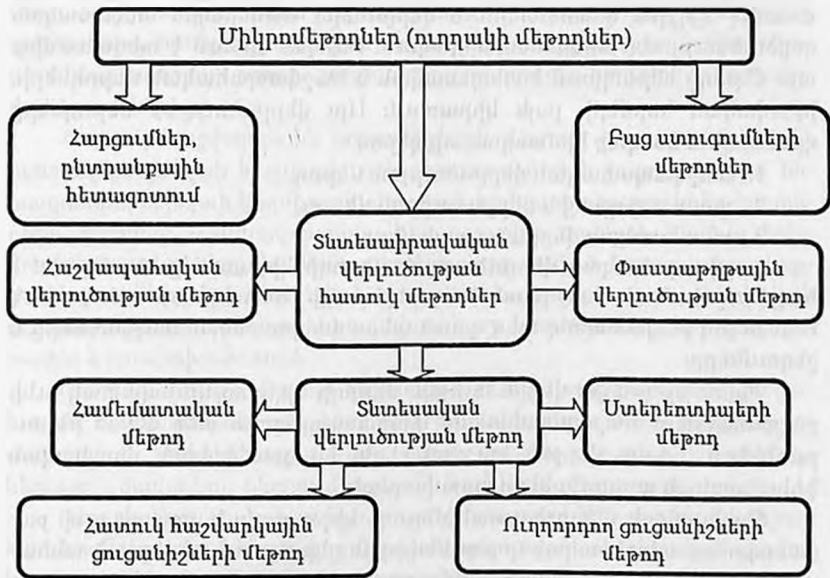 Միկրոմեթոդներ (ուղղակի մեթոդներ)
Հարցումներ,
ընտրանքային
հետազոտում
Բաց ստուգումների
մեթոդներ
Տնտեսաիրավական
վերլուծության
հատուկ մեթոդներ
Հաշվապահական
վերլուծության մեթոդ
Փաստաթղթային
վերլուծության մեթոդ
Համեմատական
մեթոդ
Տնտեսական
վերլուծության մեթոդ
Ստերեոտիպերի
մեթոդ
Հատուկ հաշվարկային
ցուցանիշների մեթոդ
Ուղղորդող ցուցանիշների
մեթոդ